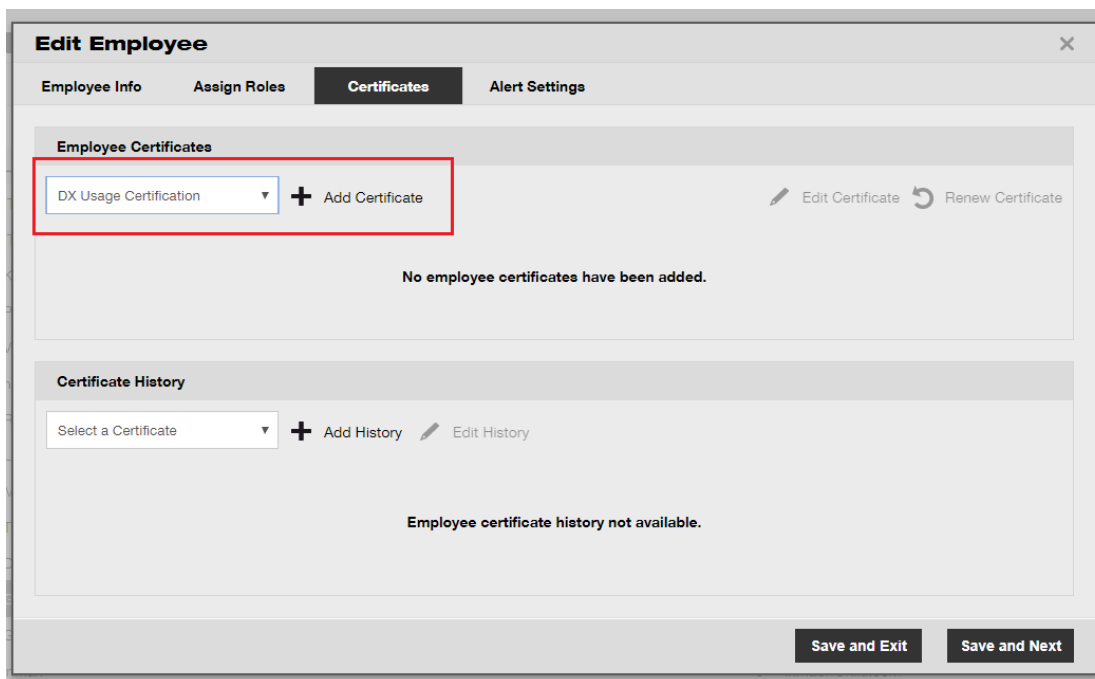 Edit Employee
Employee Info Assign Roles Certificates Alert Settings
Employee Certificates
DX Usage Certification Add Certificate Edit Certificate Renew Certificate
No employee certificates have been added.
Certificate History
Select a Certificate Add History Edit History
Employee certificate history not available.
Save and Exit Save and Next